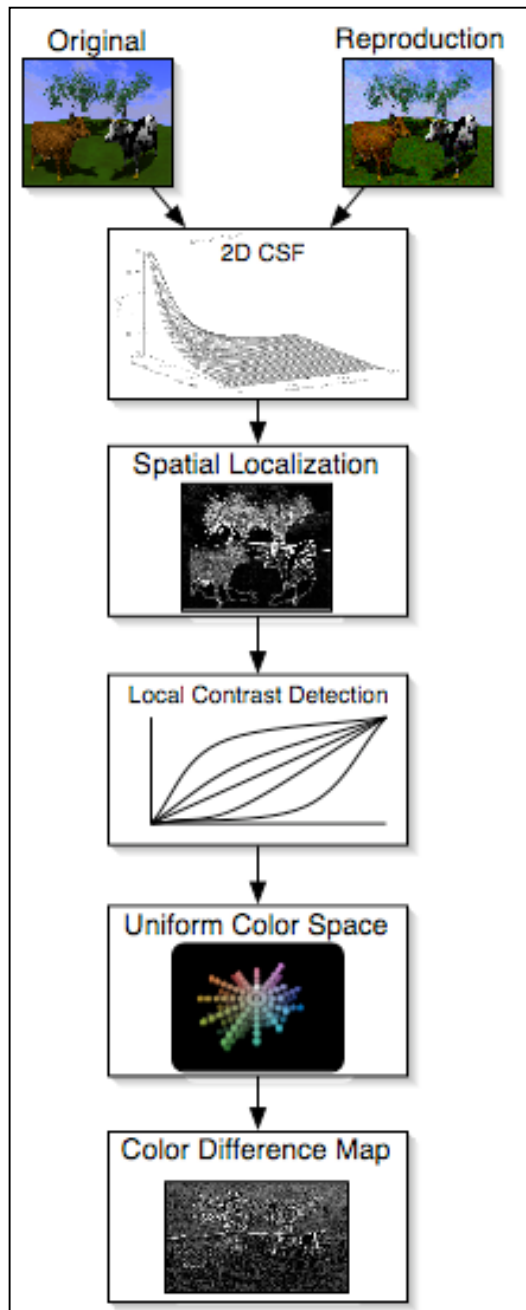 Original
Reproduction
2D CSF
Spatial Localization
Local Contrast Detection
Uniform Color Space
Color Difference Map